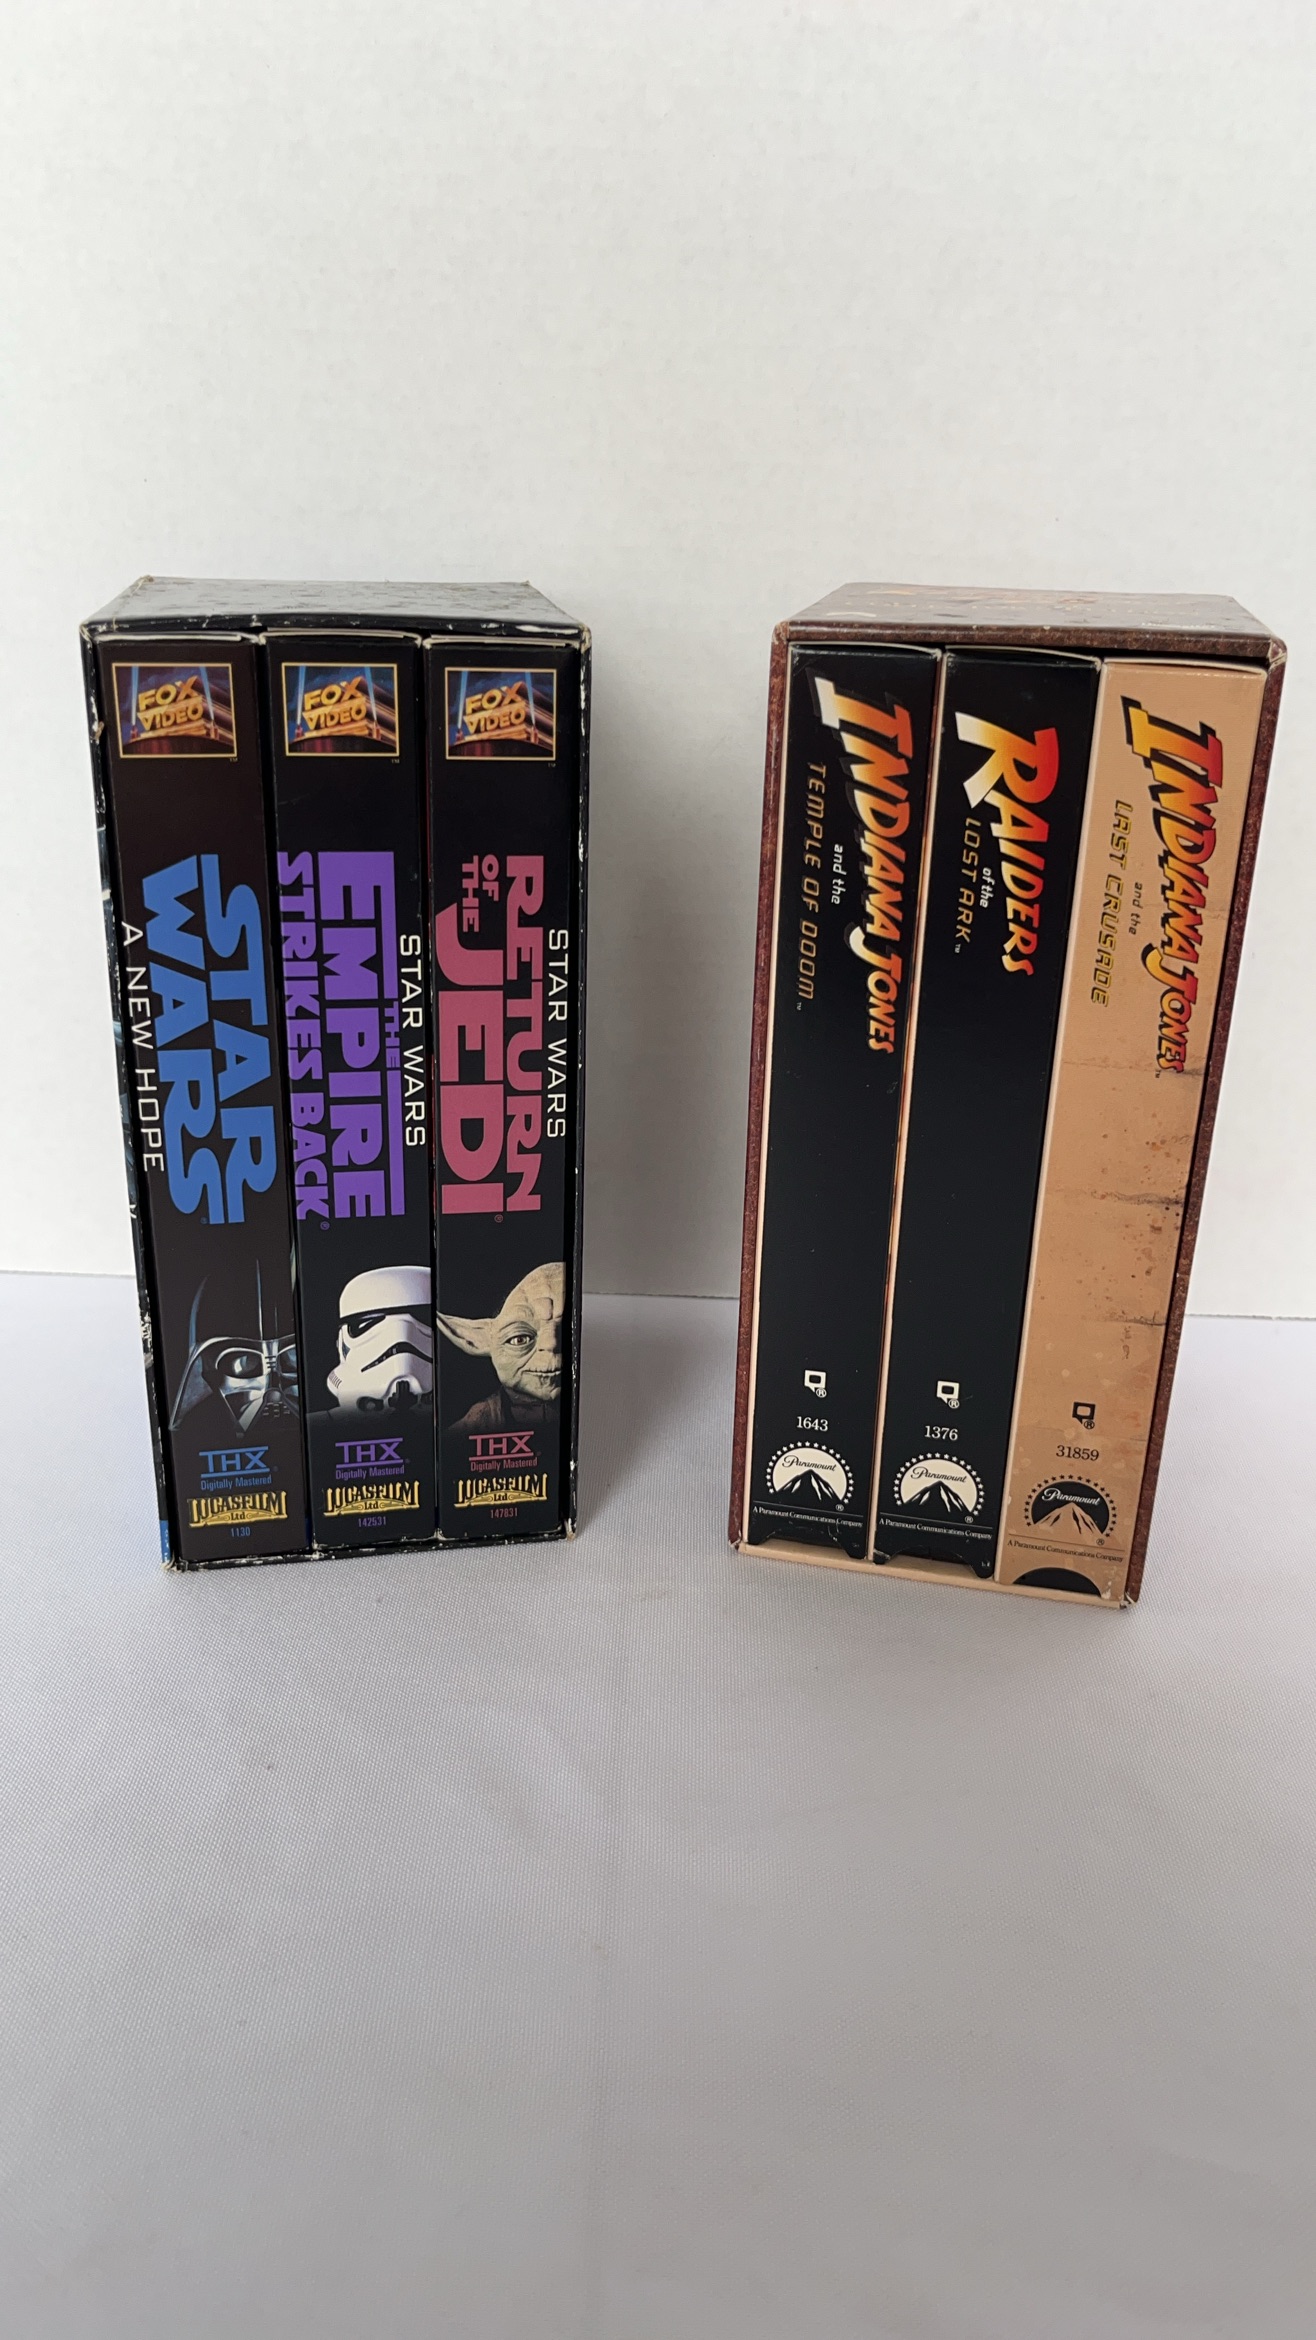 FOX
VIDEO
STAR
WARS
A NEW HOPE
THX
Digitally Mastered
LUCASFILM
Ltd
1130
FOX
VIDEO
STAR WARS
THE
EMPIRE
STRIKES BACK
THX
Digitally Mastered
LUCASFILM
Ltd
142531
FOX
VIDEO
STAR WARS
RETURN
OF THE
JEDI
THX
Digitally Mastered
LUCASFILM
Ltd
147831
INDIANA JONES
and the
TEMPLE OF DOOM™
1643
Paramount
A Paramount Communications Company
RAIDERS
of the
LOST ARK™
1376
Paramount
A Paramount Communications Company
INDIANA JONES™
and the
LAST CRUSADE
31859
Paramount
A Paramount Communications Company